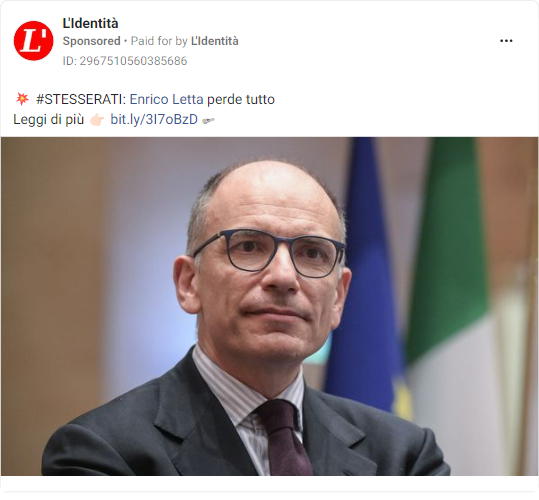 L'
L'Identità
Sponsored • Paid for by L'Identità
ID: 2967510560385686
💥 #STESSERATI: Enrico Letta perde tutto
Leggi di più 👉🏻 bit.ly/3I7oBzD